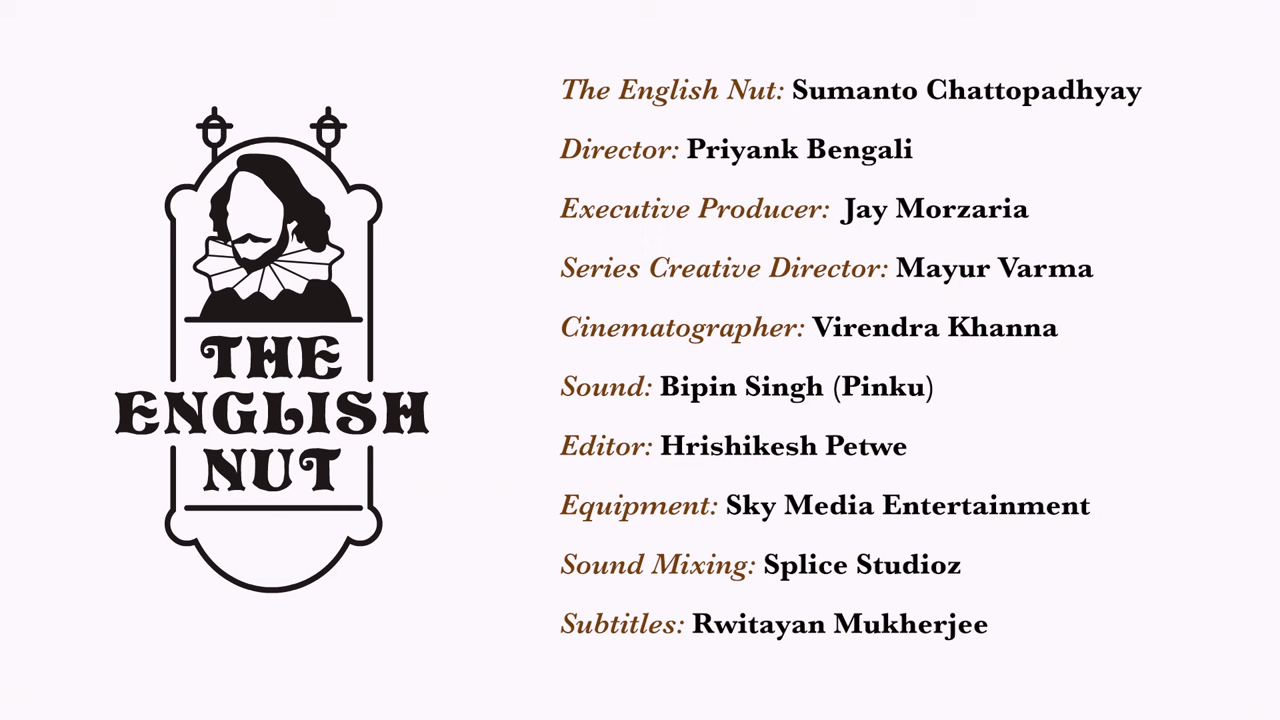 THE
ENGLISH
NUT
The English Nut: Sumanto Chattopadhyay
Director: Priyank Bengali
Executive Producer: Jay Morzaria
Series Creative Director: Mayur Varma
Cinematographer: Virendra Khanna
Sound: Bipin Singh (Pinku)
Editor: Hrishikesh Petwe
Equipment: Sky Media Entertainment
Sound Mixing: Splice Studioz
Subtitles: Rwitayan Mukherjee